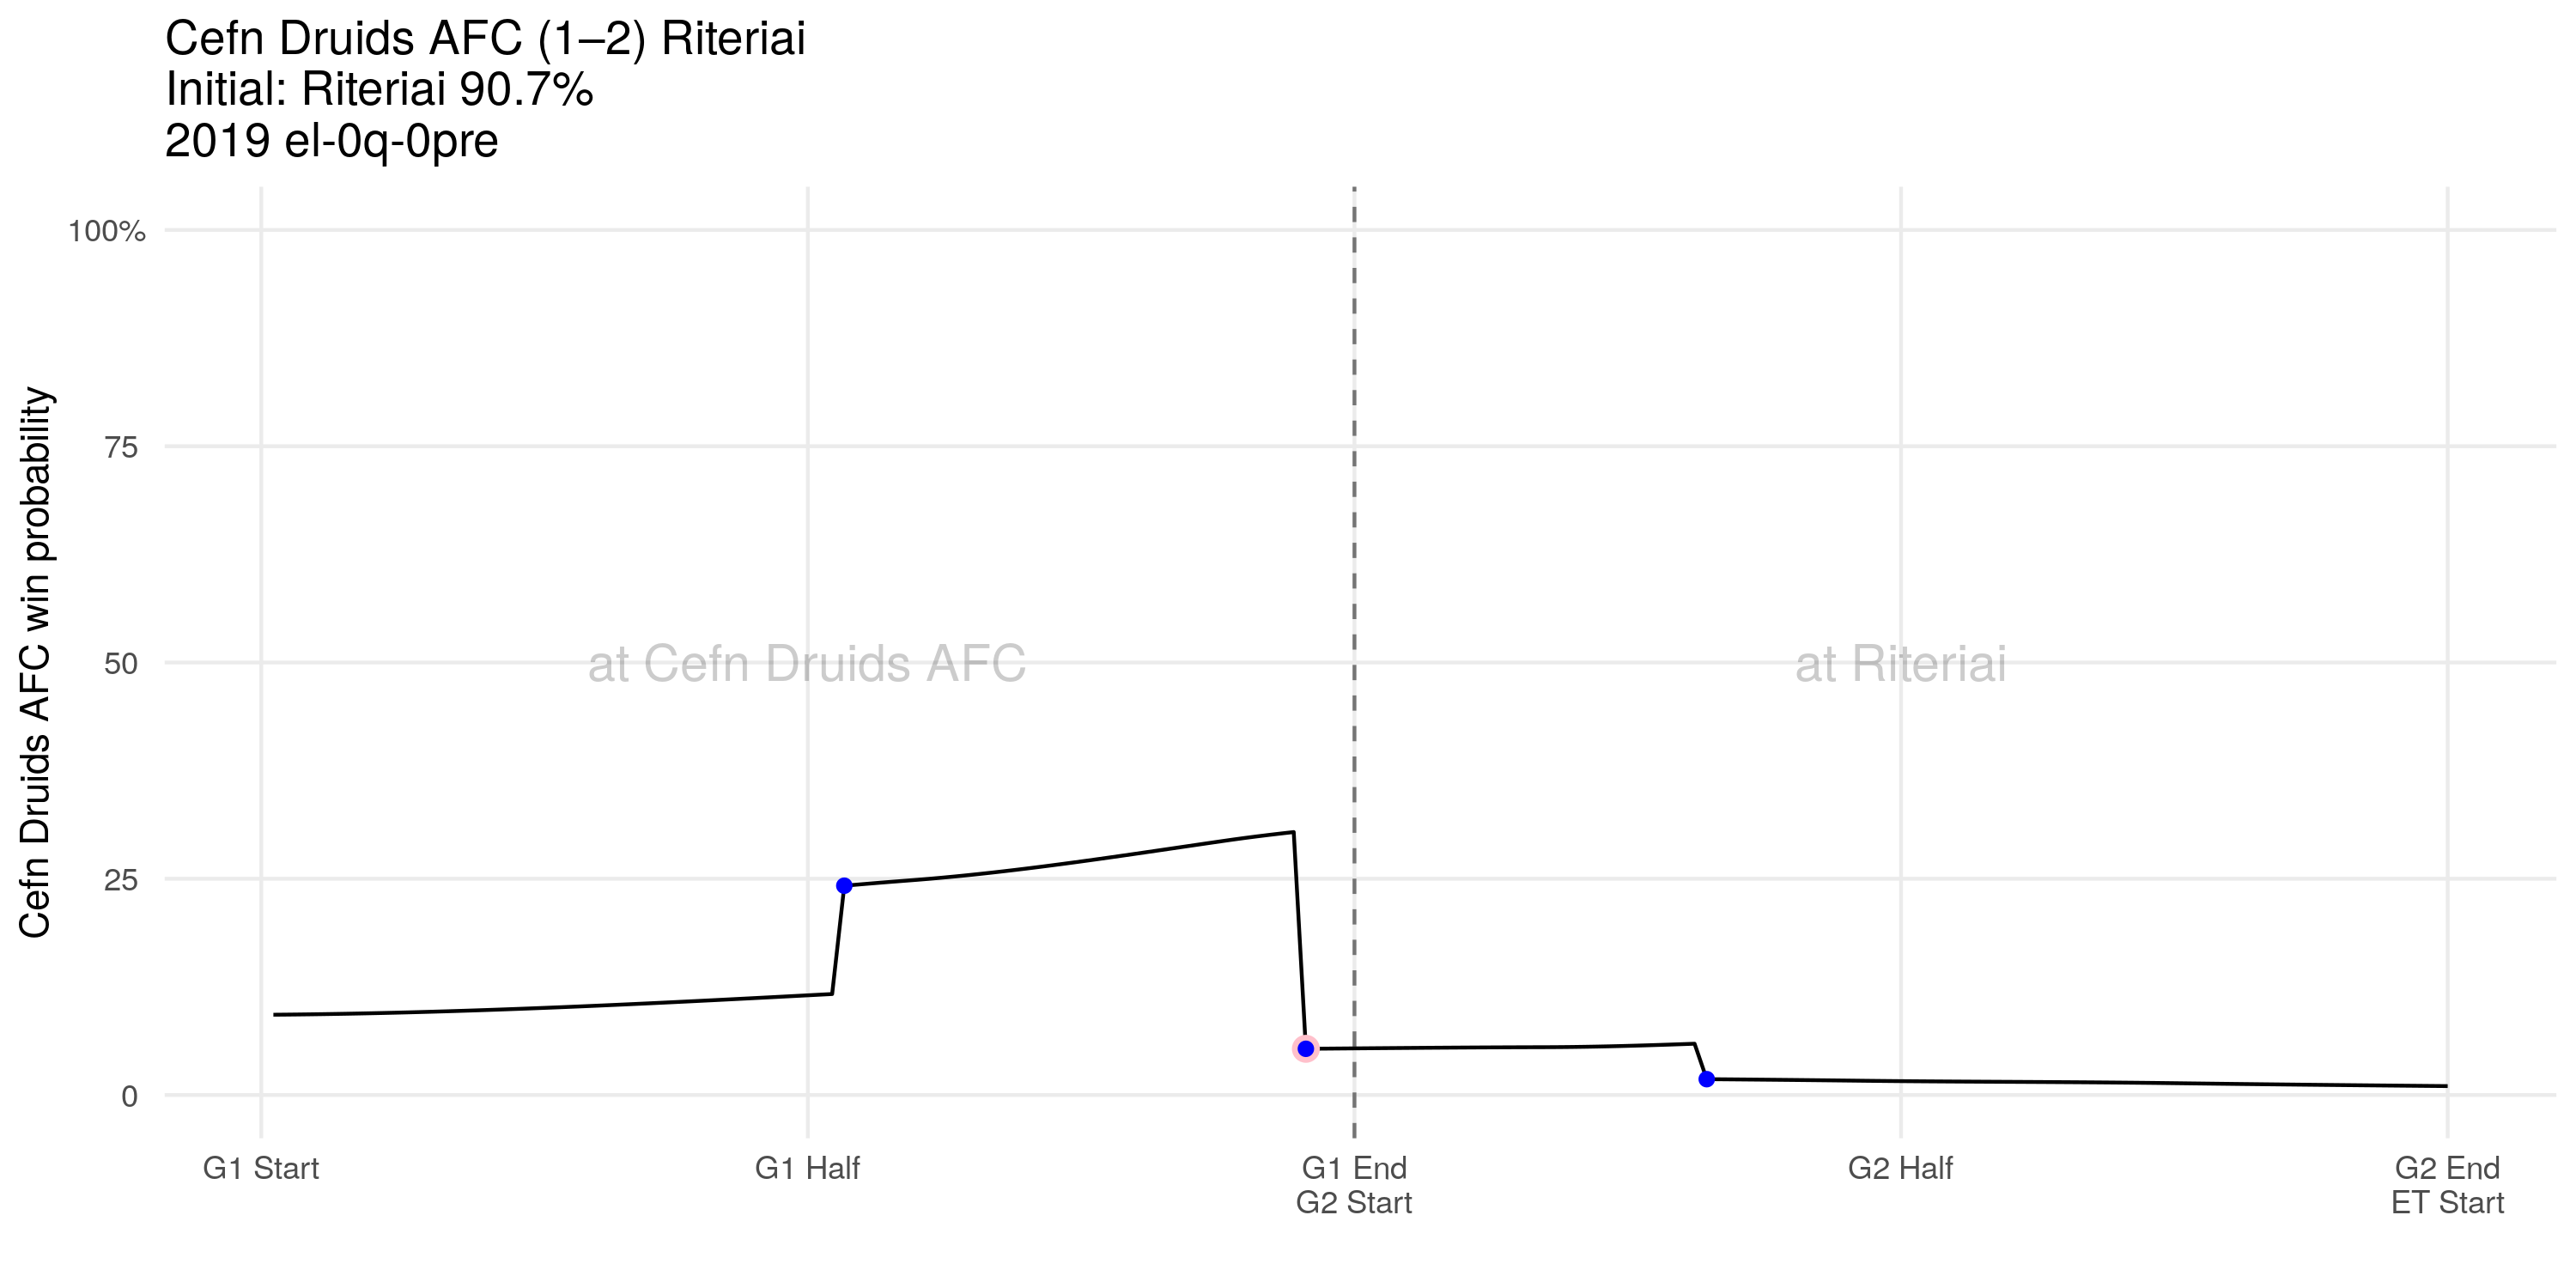 Cefn Druids AFC (1–2) Riteriai
Initial: Riteriai 90.7%
2019 el-0q-0pre
Cefn Druids AFC win probability
100%
75
50
25
0
at Cefn Druids AFC
at Riteriai
G1 Start
G1 Half
G1 End
G2 Start
G2 Half
G2 End
ET Start